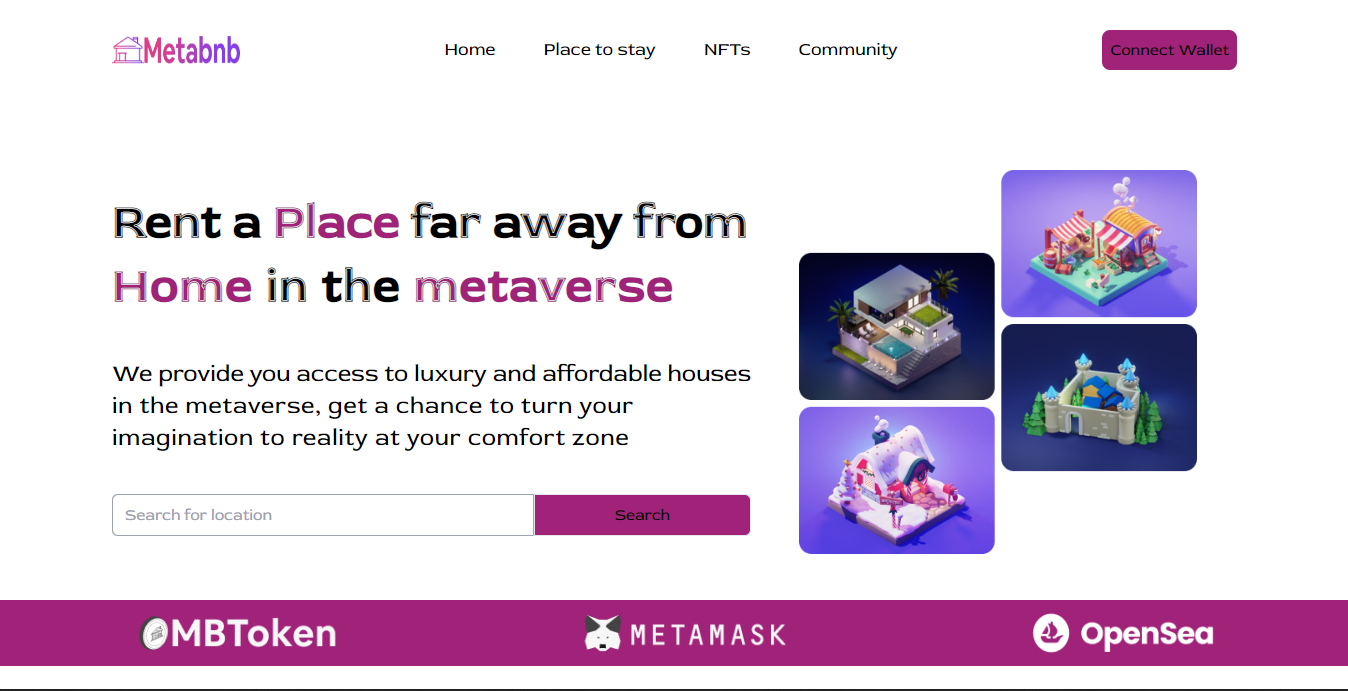 Metabnb
Home
Place to stay
NFTs
Community
Connect Wallet
Rent a Place far away from
Home in the metaverse
We provide you access to luxury and affordable houses
in the metaverse, get a chance to turn your
imagination to reality at your comfort zone
Search for location
Search
MBToken
METAMASK
OpenSea